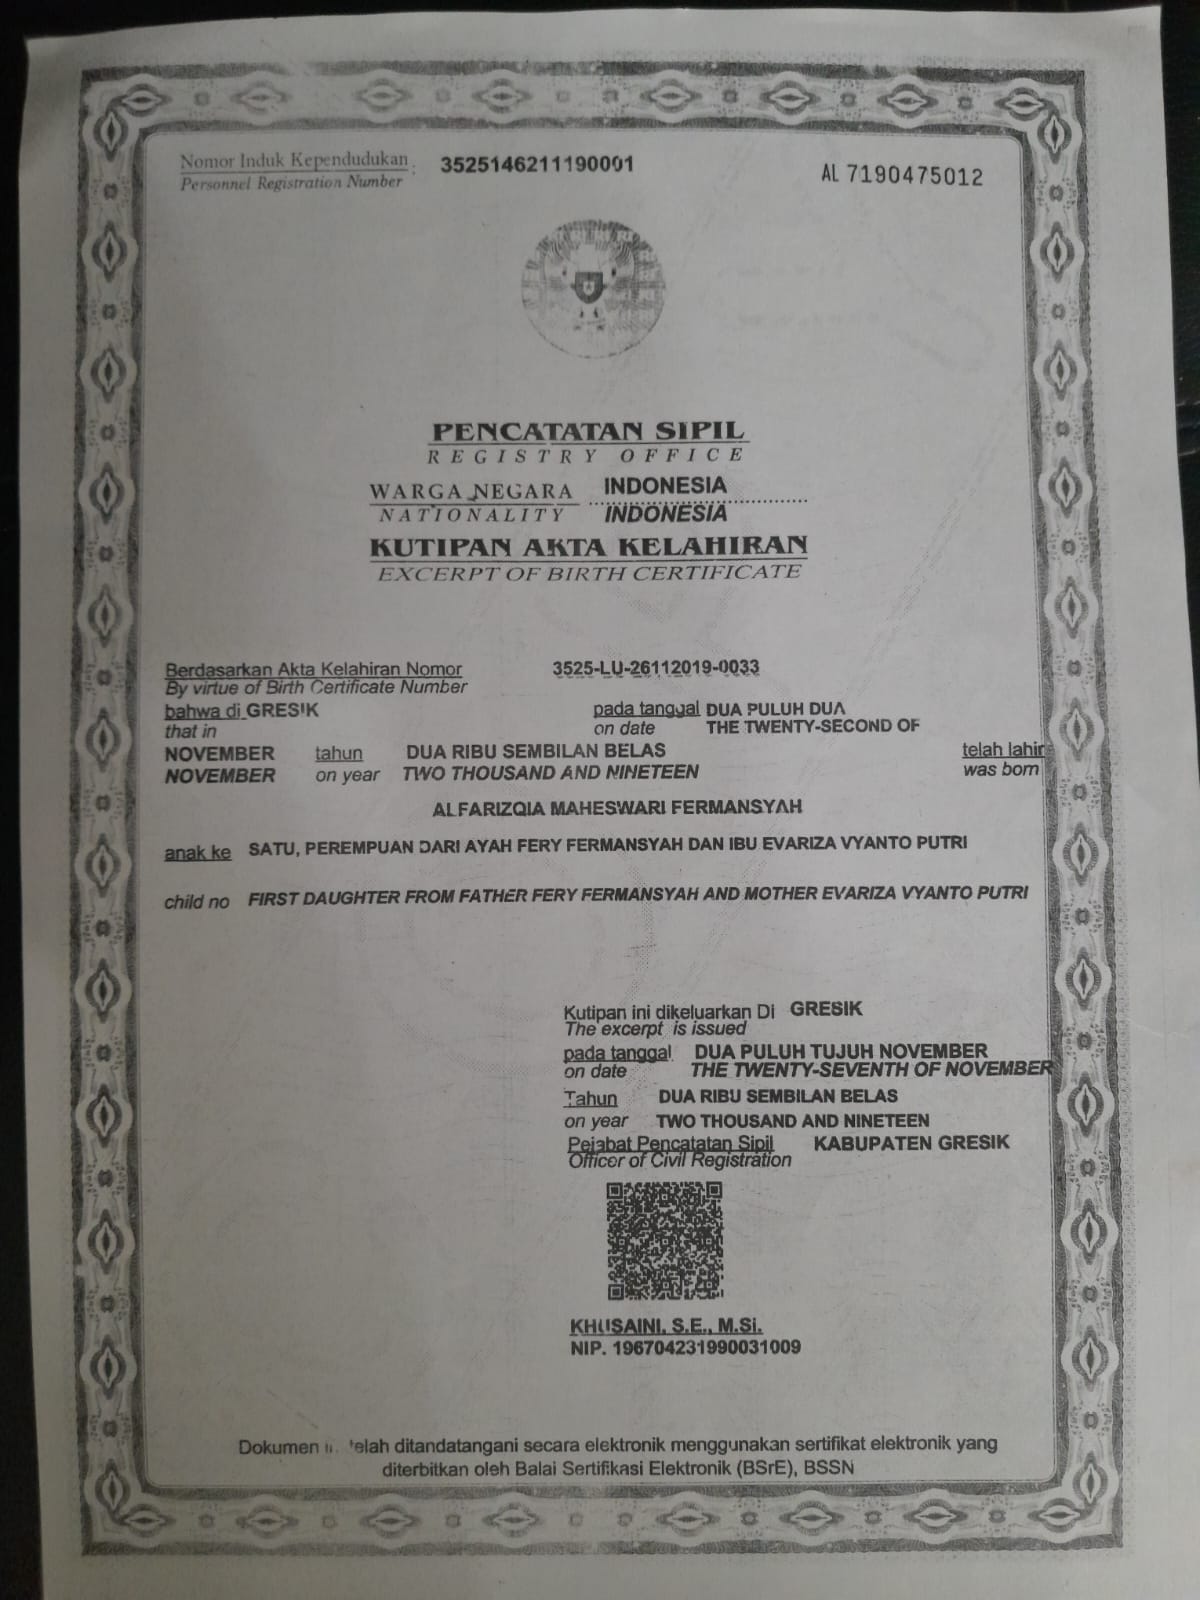 Nomor Induk Kependudukan : 3525146211190001
Personnel Registration Number
AL 7190475012
PENCATATAN SIPIL
REGISTRY OFFICE
WARGA NEGARA INDONESIA
NATIONALITY INDONESIA
KUTIPAN AKTA KELAHIRAN
EXCERPT OF BIRTH CERTIFICATE
Berdasarkan Akta Kelahiran Nomor 3525-LU-26112019-0033
By virtue of Birth Certificate Number
bahwa di GRESIK pada tanggal DUA PULUH DUA
that in on date THE TWENTY-SECOND OF
NOVEMBER tahun DUA RIBU SEMBILAN BELAS telah lahir
NOVEMBER on year TWO THOUSAND AND NINETEEN was born
ALFARIZQIA MAHESWARI FERMANSYAH
anak ke SATU, PEREMPUAN DARI AYAH FERY FERMANSYAH DAN IBU EVARIZA VYANTO PUTRI
child no FIRST DAUGHTER FROM FATHER FERY FERMANSYAH AND MOTHER EVARIZA VYANTO PUTRI
Kutipan ini dikeluarkan Di GRESIK
The excerpt is issued
pada tanggal DUA PULUH TUJUH NOVEMBER
on date THE TWENTY-SEVENTH OF NOVEMBER
Tahun DUA RIBU SEMBILAN BELAS
on year TWO THOUSAND AND NINETEEN
Pejabat Pencatatan Sipil KABUPATEN GRESIK
Officer of Civil Registration
KHUSAINI, S.E., M.Si.
NIP. 196704231990031009
Dokumen telah ditandatangani secara elektronik menggunakan sertifikat elektronik yang
diterbitkan oleh Balai Sertifikasi Elektronik (BSrE), BSSN